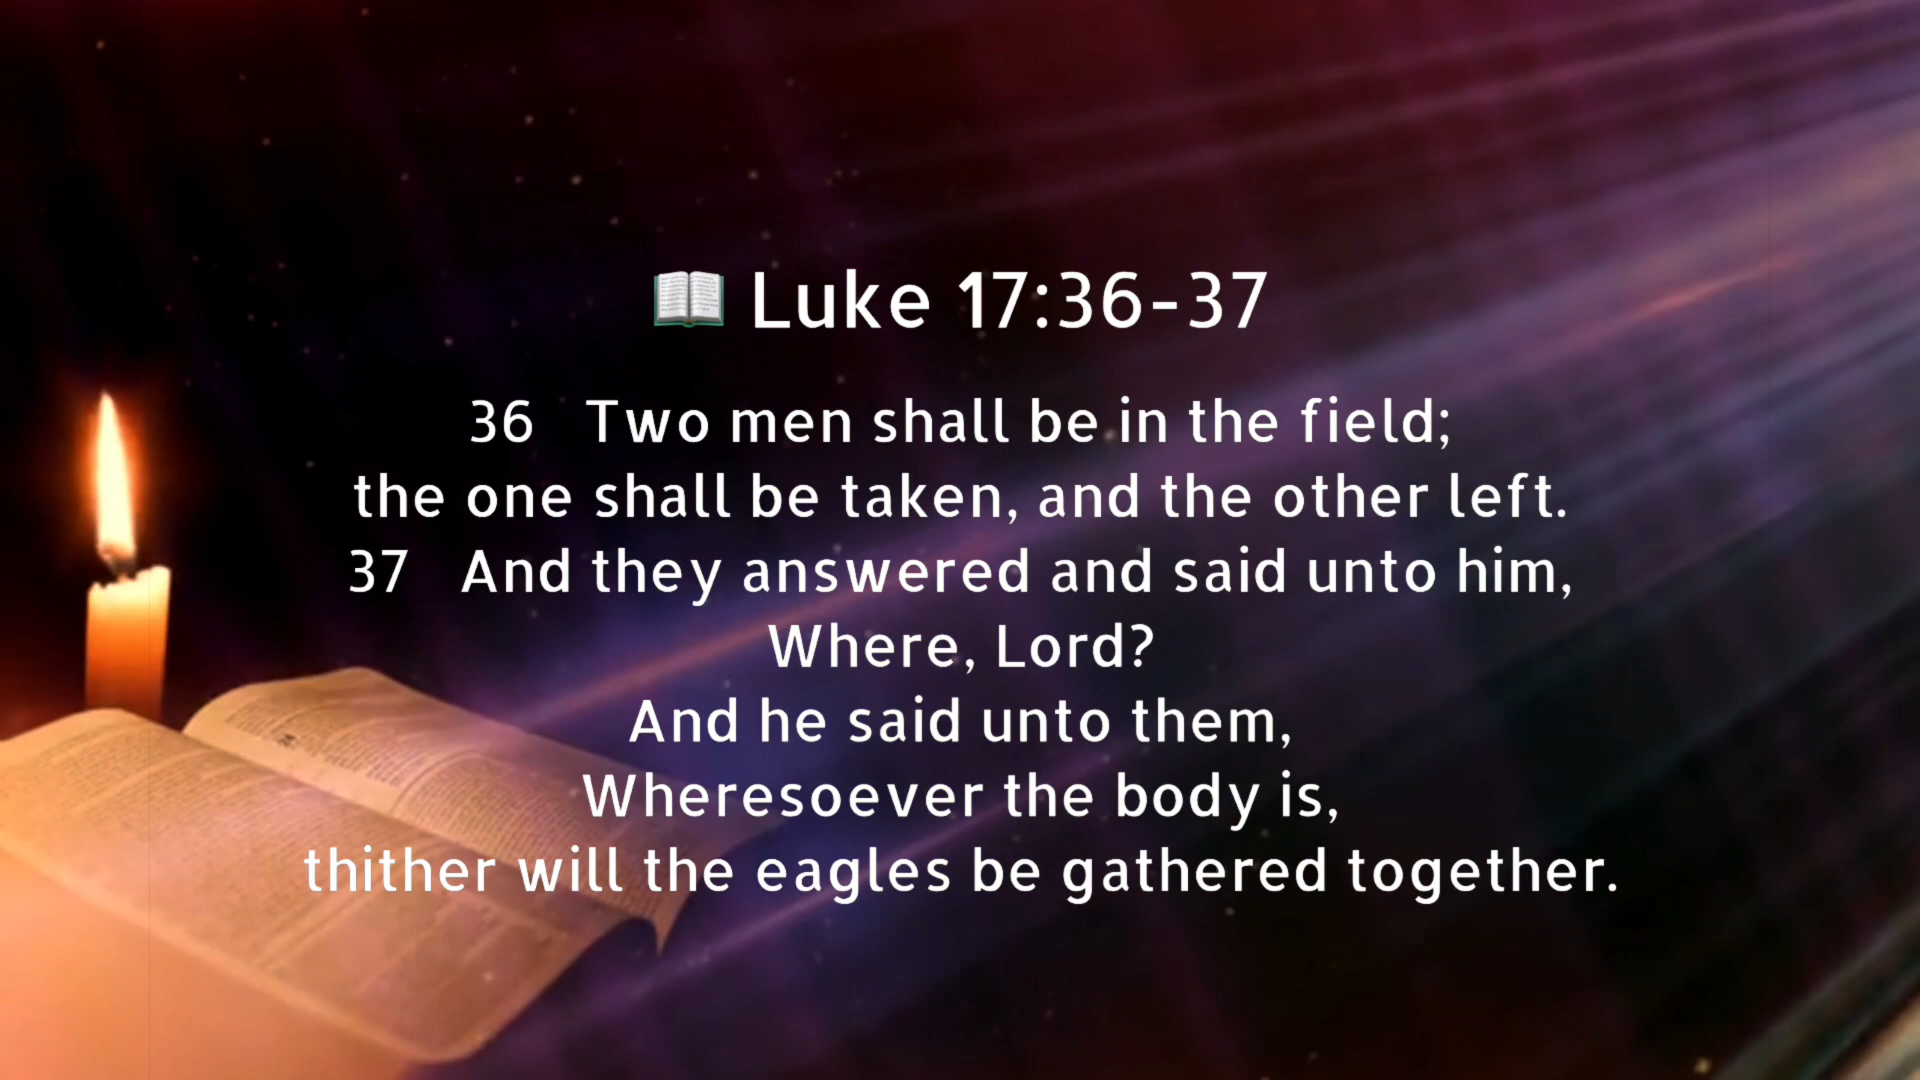 📖 Luke 17:36-37
36 Two men shall be in the field;
the one shall be taken, and the other left.
37 And they answered and said unto him,
Where, Lord?
And he said unto them,
Wheresoever the body is,
thither will the eagles be gathered together.